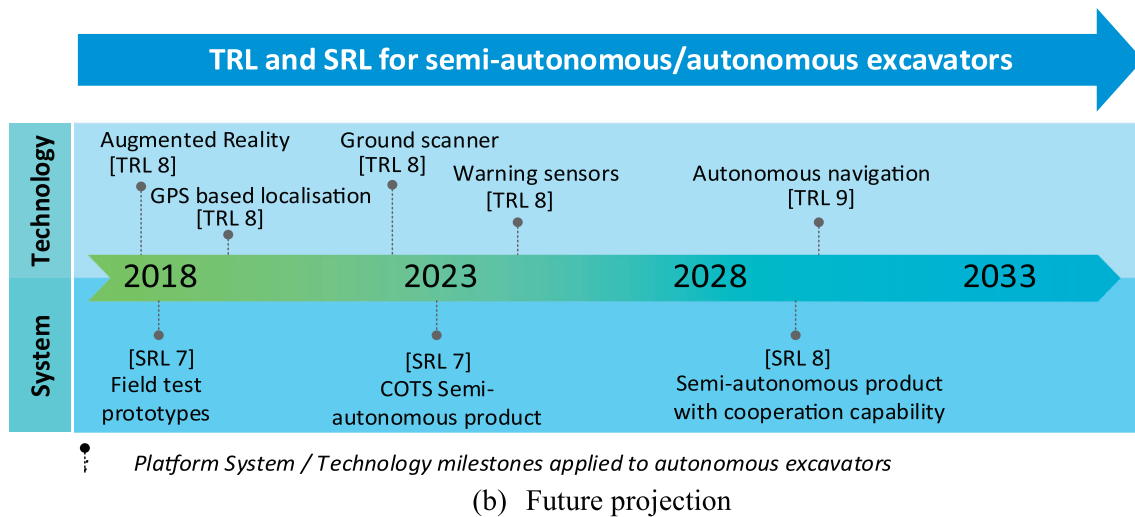 TRL and SRL for semi-autonomous/autonomous excavators
Technology
Augmented Reality
[TRL 8]
GPS based localisation
[TRL 8]
Ground scanner
[TRL 8]
Warning sensors
[TRL 8]
Autonomous navigation
[TRL 9]
2018
2023
2028
2033
System
[SRL 7]
Field test
prototypes
[SRL 7]
COTS Semi-
autonomous product
[SRL 8]
Semi-autonomous product
with cooperation capability
Platform System / Technology milestones applied to autonomous excavators
(b) Future projection